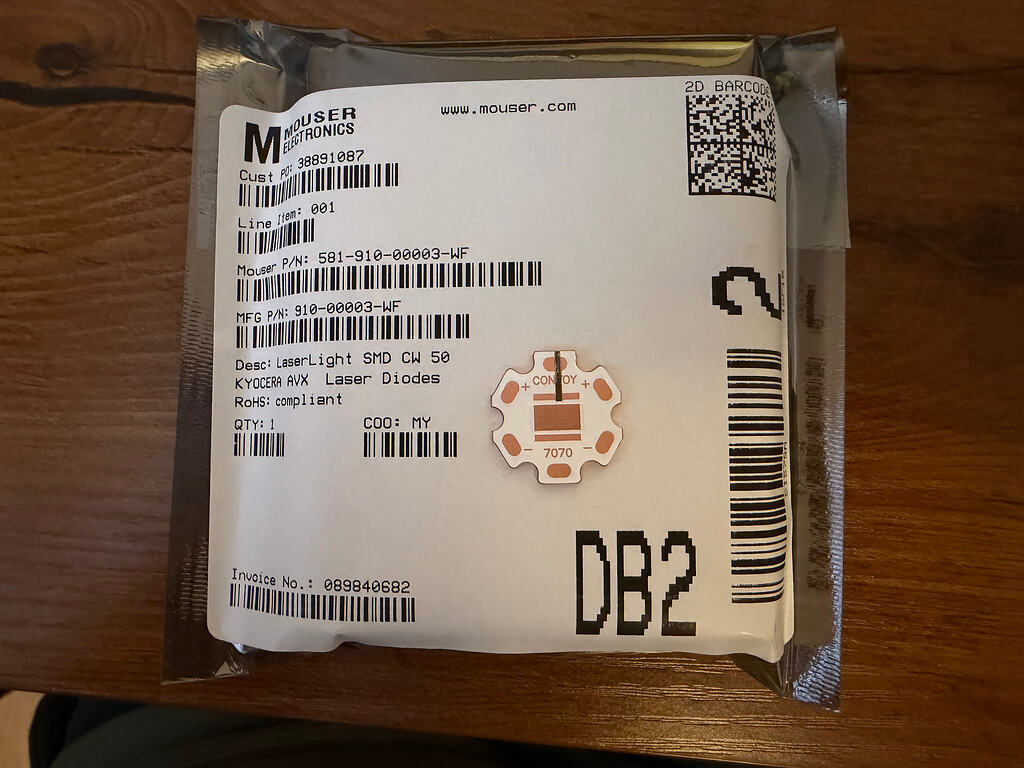 www.mouser.com
2D BARCODE
MOUSER
ELECTRONICS
Cust PO: 38891087
Line Item: 001
Mouser P/N: 581-910-00003-WF
MFG P/N: 910-00003-WF
Desc: LaserLight SMD CW 50
KYOCERA AVX Laser Diodes
RoHS: compliant
QTY: 1 COO: MY
+ CONVOY +
- 7070 -
2
DB2
Invoice No.: 089840682